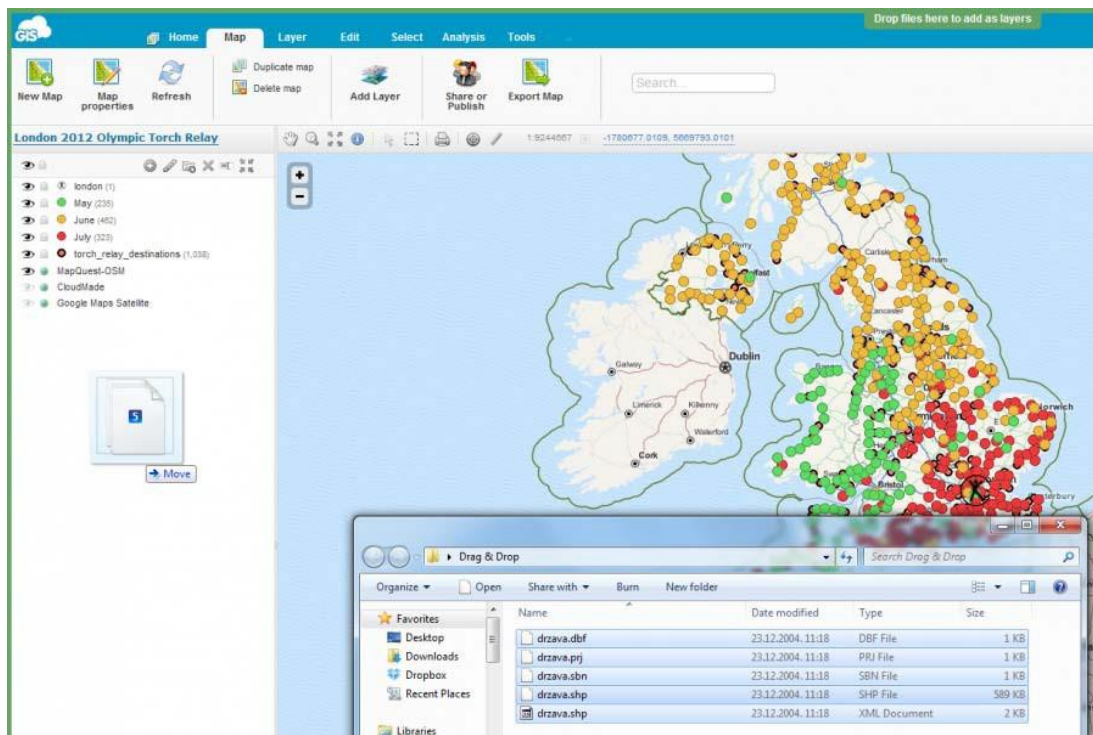 Drop files here to add as layers
GIS
Home Map Layer Edit Select Analysis Tools
New Map
Map properties
Refresh
Duplicate map
Delete map
Add Layer
Share or Publish
Export Map
Search...
London 2012 Olympic Torch Relay
1:9244667
-1780677.0109, 5669793.0101
london (1)
May (235)
June (462)
July (323)
torch_relay_destinations (1,038)
MapQuest-OSM
CloudMade
Google Maps Satellite
5
Move
Carlisle
Lancaster
Dublin
Galway
Limerick
Kilkenny
Waterford
Cork
Norwich
Bristol
Drag & Drop
Search Drag & Drop
Organize Open Share with Burn New folder
Name Date modified Type Size
Favorites
Desktop
Downloads
Dropbox
Recent Places
Libraries
drzava.dbf 23.12.2004. 11:18 DBF File 1 KB
drzava.prj 23.12.2004. 11:18 PRJ File 1 KB
drzava.sbn 23.12.2004. 11:18 SBN File 1 KB
drzava.shp 23.12.2004. 11:18 SHP File 589 KB
drzava.shp 23.12.2004. 11:18 XML Document 2 KB